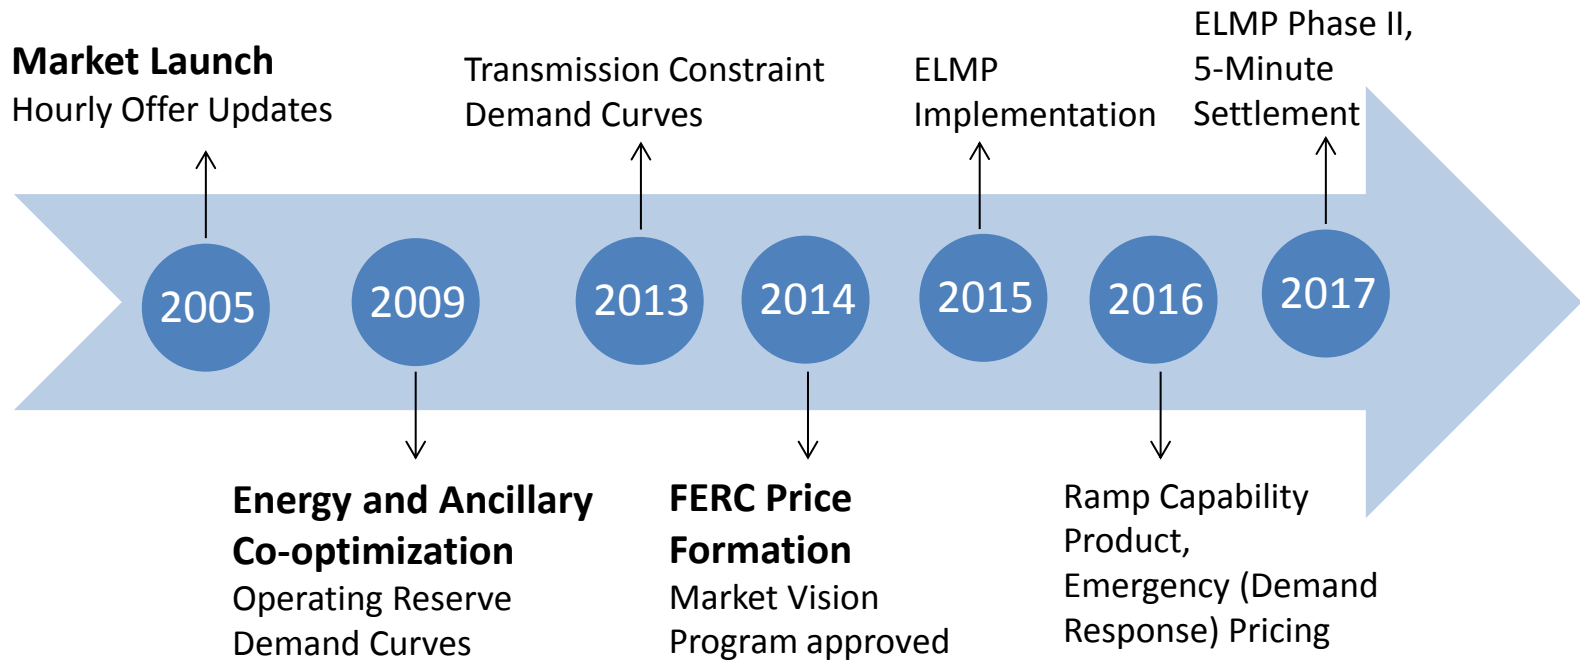 Market Launch
Hourly Offer Updates
Transmission Constraint
Demand Curves
ELMP
Implementation
ELMP Phase II,
5-Minute
Settlement
2005
2009
2013
2014
2015
2016
2017
Energy and Ancillary
Co-optimization
Operating Reserve
Demand Curves
FERC Price
Formation
Market Vision
Program approved
Ramp Capability
Product,
Emergency (Demand
Response) Pricing